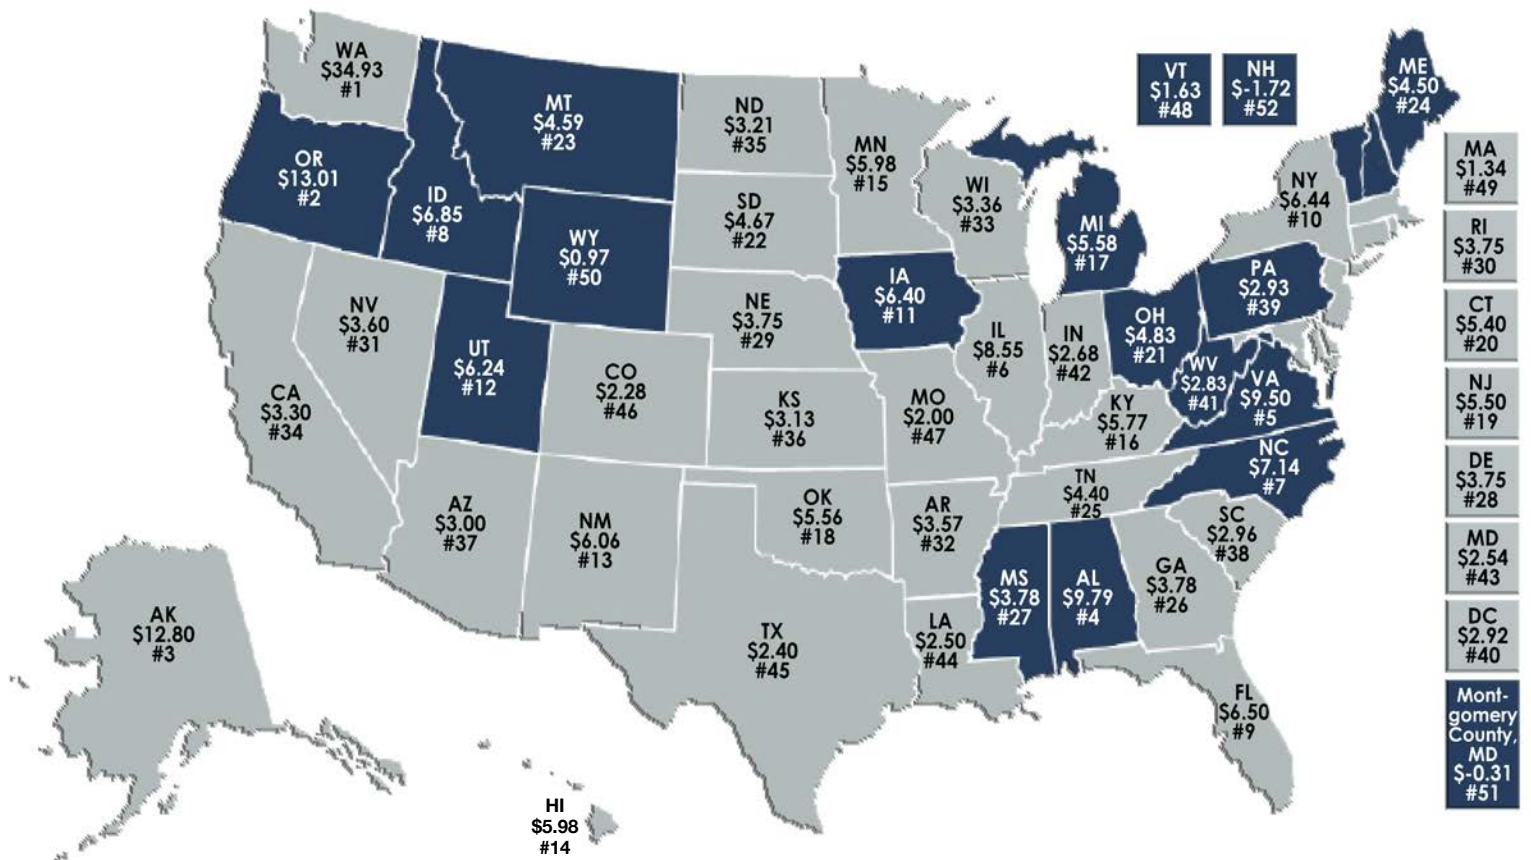 WA
$34.93
#1
OR
$13.01
#2
ID
$6.85
#8
MT
$4.59
#23
WY
$0.97
#50
ND
$3.21
#35
SD
$4.67
#22
NE
$3.75
#29
MN
$5.98
#15
WI
$3.36
#33
IA
$6.40
#11
MI
$5.58
#17
VT
$1.63
#48
NH
$-1.72
#52
ME
$4.50
#24
NY
$6.44
#10
PA
$2.93
#39
OH
$4.83
#21
WV
$2.83
#41
VA
$9.50
#5
NC
$7.14
#7
IL
$8.55
#6
IN
$2.68
#42
KY
$5.77
#16
NV
$3.60
#31
UT
$6.24
#12
CO
$2.28
#46
KS
$3.13
#36
MO
$2.00
#47
CA
$3.30
#34
AZ
$3.00
#37
NM
$6.06
#13
OK
$5.56
#18
AR
$3.57
#32
TN
$4.40
#25
SC
$2.96
#38
GA
$3.78
#26
AL
$9.79
#4
MS
$3.78
#27
LA
$2.50
#44
TX
$2.40
#45
FL
$6.50
#9
AK
$12.80
#3
HI
$5.98
#14
MA
$1.34
#49
RI
$3.75
#30
CT
$5.40
#20
NJ
$5.50
#19
DE
$3.75
#28
MD
$2.54
#43
DC
$2.92
#40
Mont-
gomery
County,
MD
$-0.31
#51